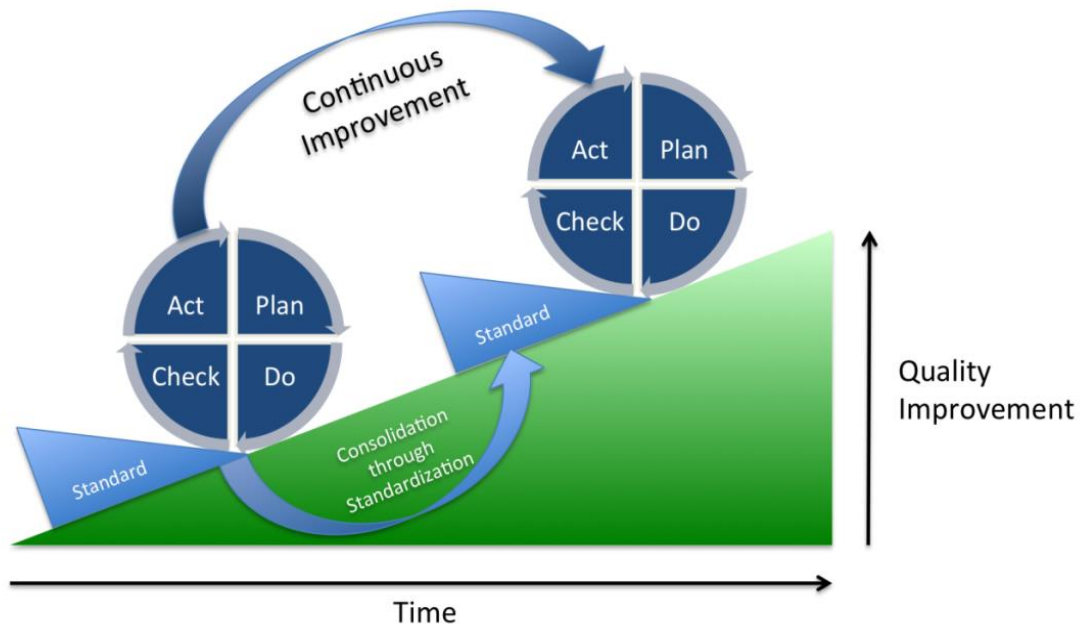 Continuous
Improvement
Act
Plan
Check
Do
Act
Plan
Check
Do
Standard
Standard
Consolidation
through
Standardization
Quality
Improvement
Time